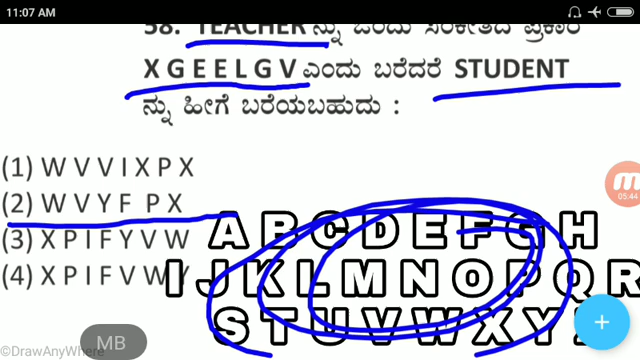 11:07 AM
58. TEACHER ನ್ನು ಒಂದು ಸಂಕೇತದ ಪ್ರಕಾರ
X G E E L G V ಎಂದು ಬರೆದರೆ STUDENT
ನ್ನು ಹೀಗೆ ಬರೆಯಬಹುದು :
(1) W V V I X P X
(2) W V Y F P X
(3) X P I F Y V W
(4) X P I F V W Y
A B C D E F G H
I J K L M N O P Q R
S T U V W X Y Z
05:44
MB
©DrawAnyWhere